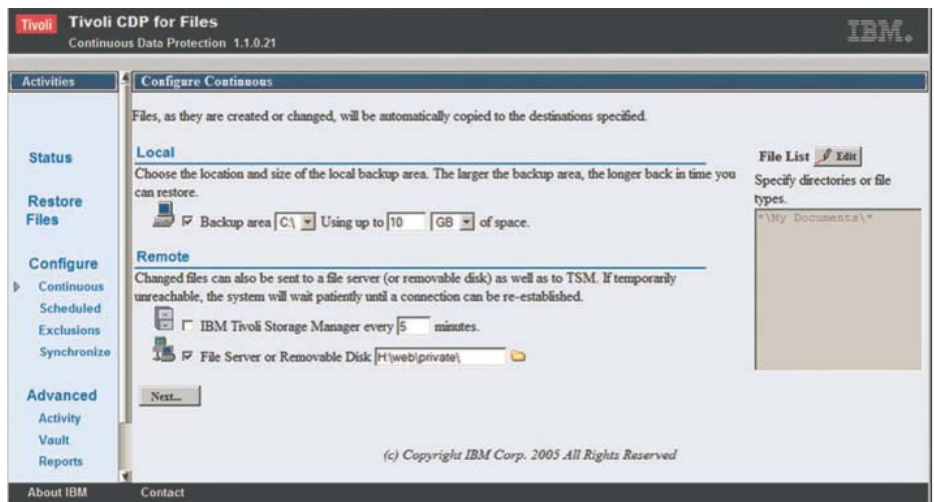 Tivoli Tivoli CDP for Files
Continuous Data Protection 1.1.0.21
IBM.
Activities
Status
Restore
Files
Configure
Continuous
Scheduled
Exclusions
Synchronize
Advanced
Activity
Vault
Reports
Configure Continuous
Files, as they are created or changed, will be automatically copied to the destinations specified.
Local
Choose the location and size of the local backup area. The larger the backup area, the longer back in time you
can restore.
Backup area C:\ Using up to 10 GB of space.
Remote
Changed files can also be sent to a file server (or removable disk) as well as to TSM. If temporarily
unreachable, the system will wait patiently until a connection can be re-established.
IBM Tivoli Storage Manager every 5 minutes.
File Server or Removable Disk H:\web\private\
Next...
File List Edit
Specify directories or file
types.
*\My Documents\*
(c) Copyright IBM Corp. 2005 All Rights Reserved
About IBM Contact